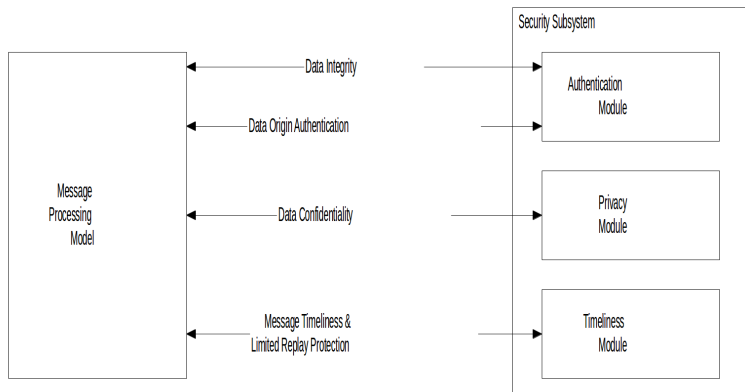 Security Subsystem
Data Integrity
Authentication
Module
Data Origin Authentication
Message
Processing
Model
Data Confidentiality
Privacy
Module
Message Timeliness &
Limited Replay Protection
Timeliness
Module